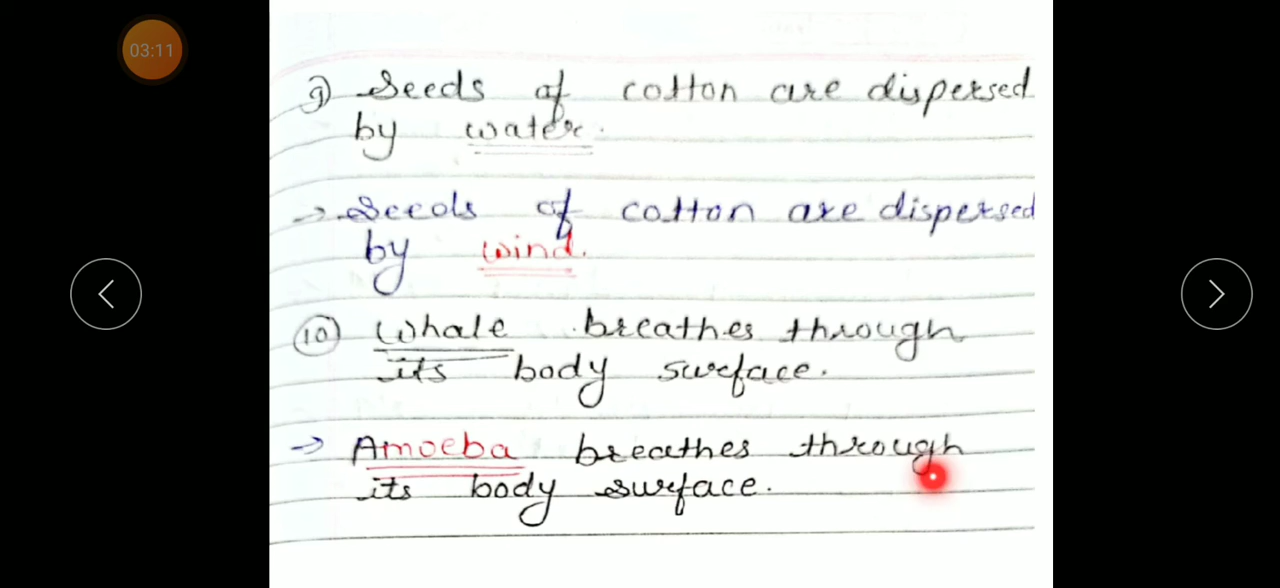 03:11
9) Seeds of cotton are dispersed
by water.
→ Seeds of cotton are dispersed
by wind.
10 Whale breathes through
its body surface.
→ Amoeba breathes through
its body surface.